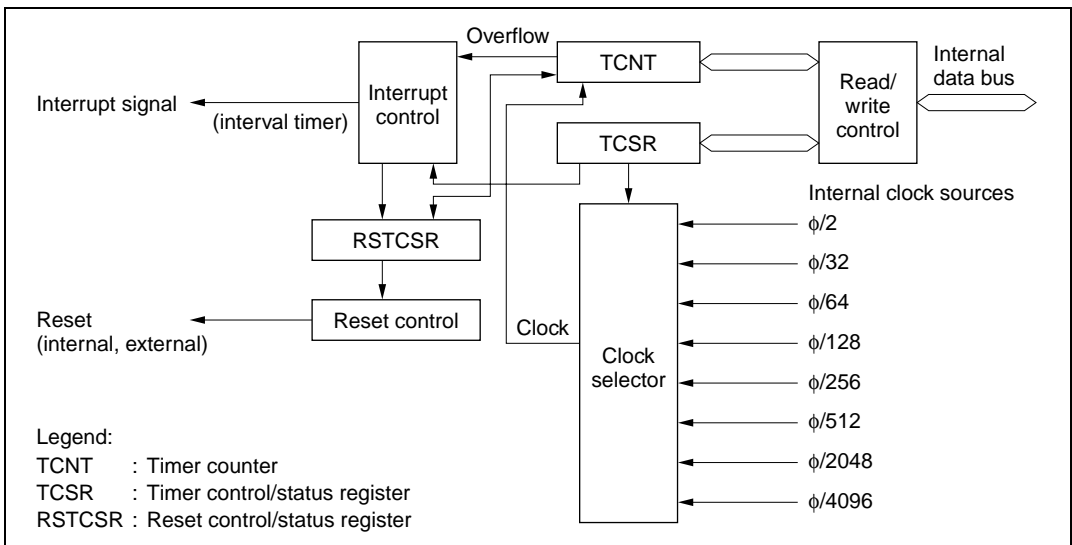 Overflow
TCNT
Interrupt
control
Read/
write
control
Internal
data bus
Interrupt signal
(interval timer)
TCSR
Internal clock sources
RSTCSR
ϕ/2
ϕ/32
ϕ/64
Reset control
Reset
(internal, external)
Clock
ϕ/128
Clock
selector
ϕ/256
ϕ/512
ϕ/2048
ϕ/4096
Legend:
TCNT : Timer counter
TCSR : Timer control/status register
RSTCSR : Reset control/status register